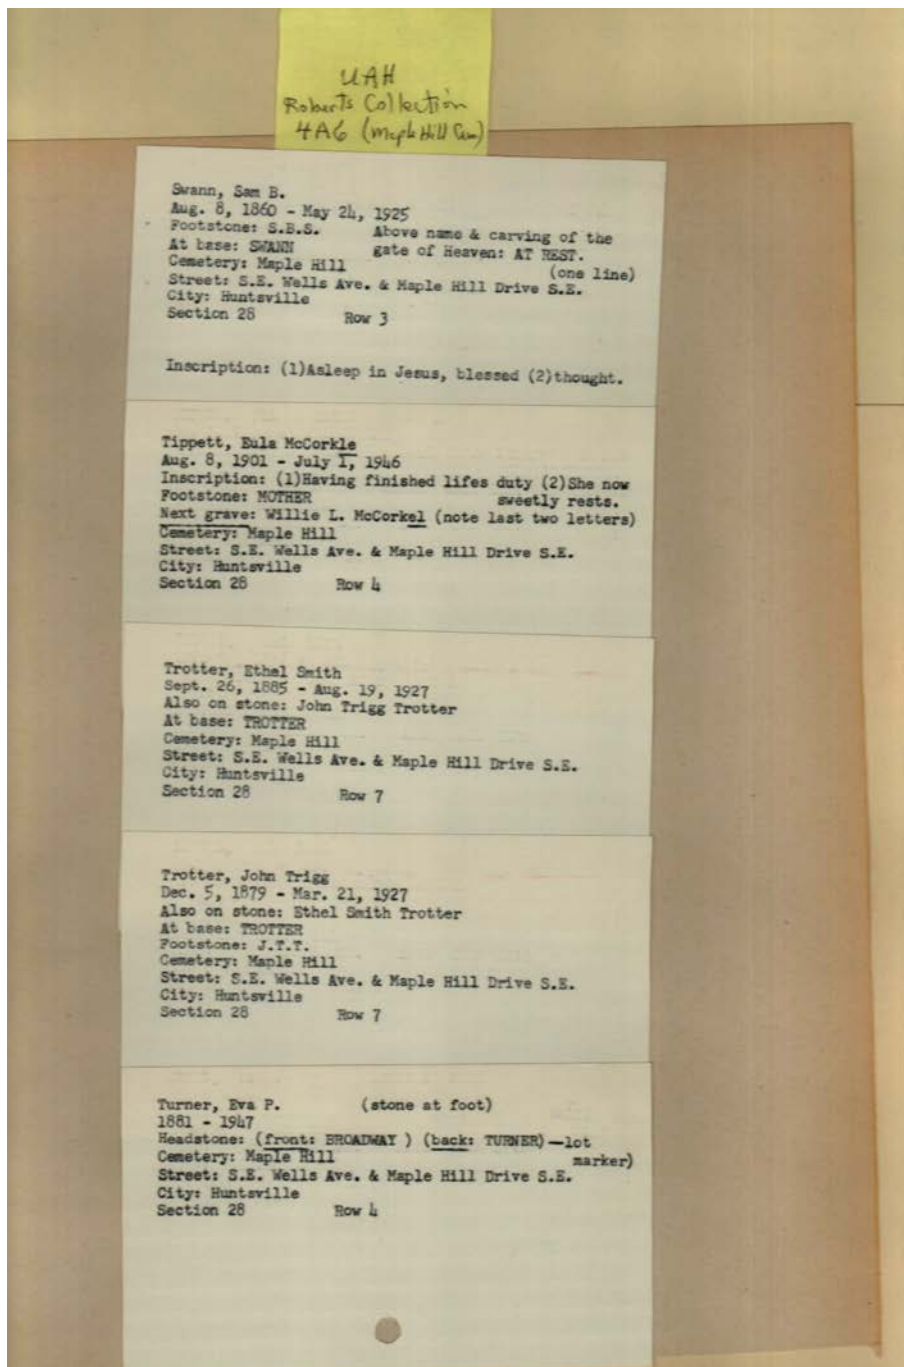 UAH
Roberts Collection
4A6 (Maple Hill Cem)
Swann, Sam B.
Aug. 8, 1860 - May 24, 1925
Footstone: S.B.S. Above name & carving of the
At base: SWANN gate of Heaven: AT REST.
Cemetery: Maple Hill (one line)
Street: S.E. Wells Ave. & Maple Hill Drive S.E.
City: Huntsville
Section 28 Row 3
Inscription: (1)Asleep in Jesus, blessed (2)thought.
Tippett, Eula McCorkle
Aug. 8, 1901 - July 1, 1946
Inscription: (1)Having finished lifes duty (2)She now
Footstone: MOTHER sweetly rests.
Next grave: Willie L. McCorkel (note last two letters)
Cemetery: Maple Hill
Street: S.E. Wells Ave. & Maple Hill Drive S.E.
City: Huntsville
Section 28 Row 4
Trotter, Ethel Smith
Sept. 26, 1885 - Aug. 19, 1927
Also on stone: John Trigg Trotter
At base: TROTTER
Cemetery: Maple Hill
Street: S.E. Wells Ave. & Maple Hill Drive S.E.
City: Huntsville
Section 28 Row 7
Trotter, John Trigg
Dec. 5, 1879 - Mar. 21, 1927
Also on stone: Ethel Smith Trotter
At base: TROTTER
Footstone: J.T.T.
Cemetery: Maple Hill
Street: S.E. Wells Ave. & Maple Hill Drive S.E.
City: Huntsville
Section 28 Row 7
Turner, Eva P. (stone at foot)
1881 - 1947
Headstone: (front: BROADWAY ) (back: TURNER)—lot
Cemetery: Maple Hill marker)
Street: S.E. Wells Ave. & Maple Hill Drive S.E.
City: Huntsville
Section 28 Row 4